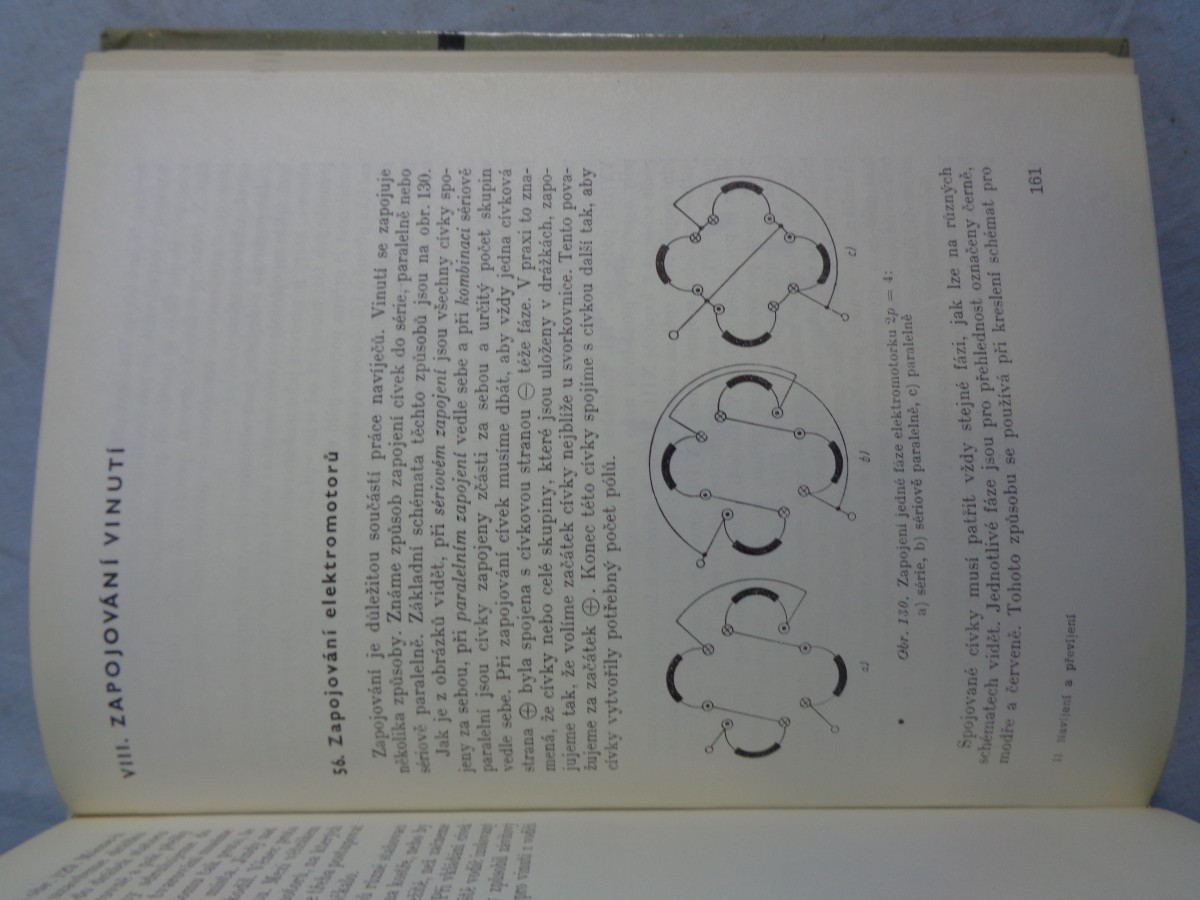 VIII. ZAPOJOVÁNÍ VINUTÍ
56. Zapojování elektromotorů
Zapojování je důležitou součástí práce navíječů. Vinutí se zapojuje
několika způsoby. Známe způsob zapojení cívek do série, paralelně nebo
sériově paralelně. Základní schémata těchto způsobů jsou na obr. 130.
Jak je z obrázků vidět, při sériovém zapojení jsou všechny cívky spo-
jeny za sebou, při paralelním zapojení vedle sebe a při kombinaci sériově
paralelní jsou cívky zapojeny zčásti za sebou a určitý počet skupin
vedle sebe. Při zapojování cívek musíme dbát, aby vždy jedna cívková
strana ⊕ byla spojena s cívkovou stranou ⊖ téže fáze. V praxi to zna-
mená, že cívky nebo celé skupiny, které jsou uloženy v drážkách, zapo-
jujeme tak, že volíme začátek cívky nejblíže u svorkovnice. Tento pova-
žujeme za začátek ⊕. Konec této cívky spojíme s cívkou další tak, aby
cívky vytvořily potřebný počet pólů.
a)
b)
c)
Obr. 130. Zapojení jedné fáze elektromotorku 2p = 4:
a) série, b) sériově paralelně, c) paralelně
Spojované cívky musí patřit vždy stejné fázi, jak lze na různých
schématech vidět. Jednotlivé fáze jsou pro přehlednost označeny černě,
modře a červeně. Tohoto způsobu se používá při kreslení schémat pro
11 Navíjení a převíjení
161